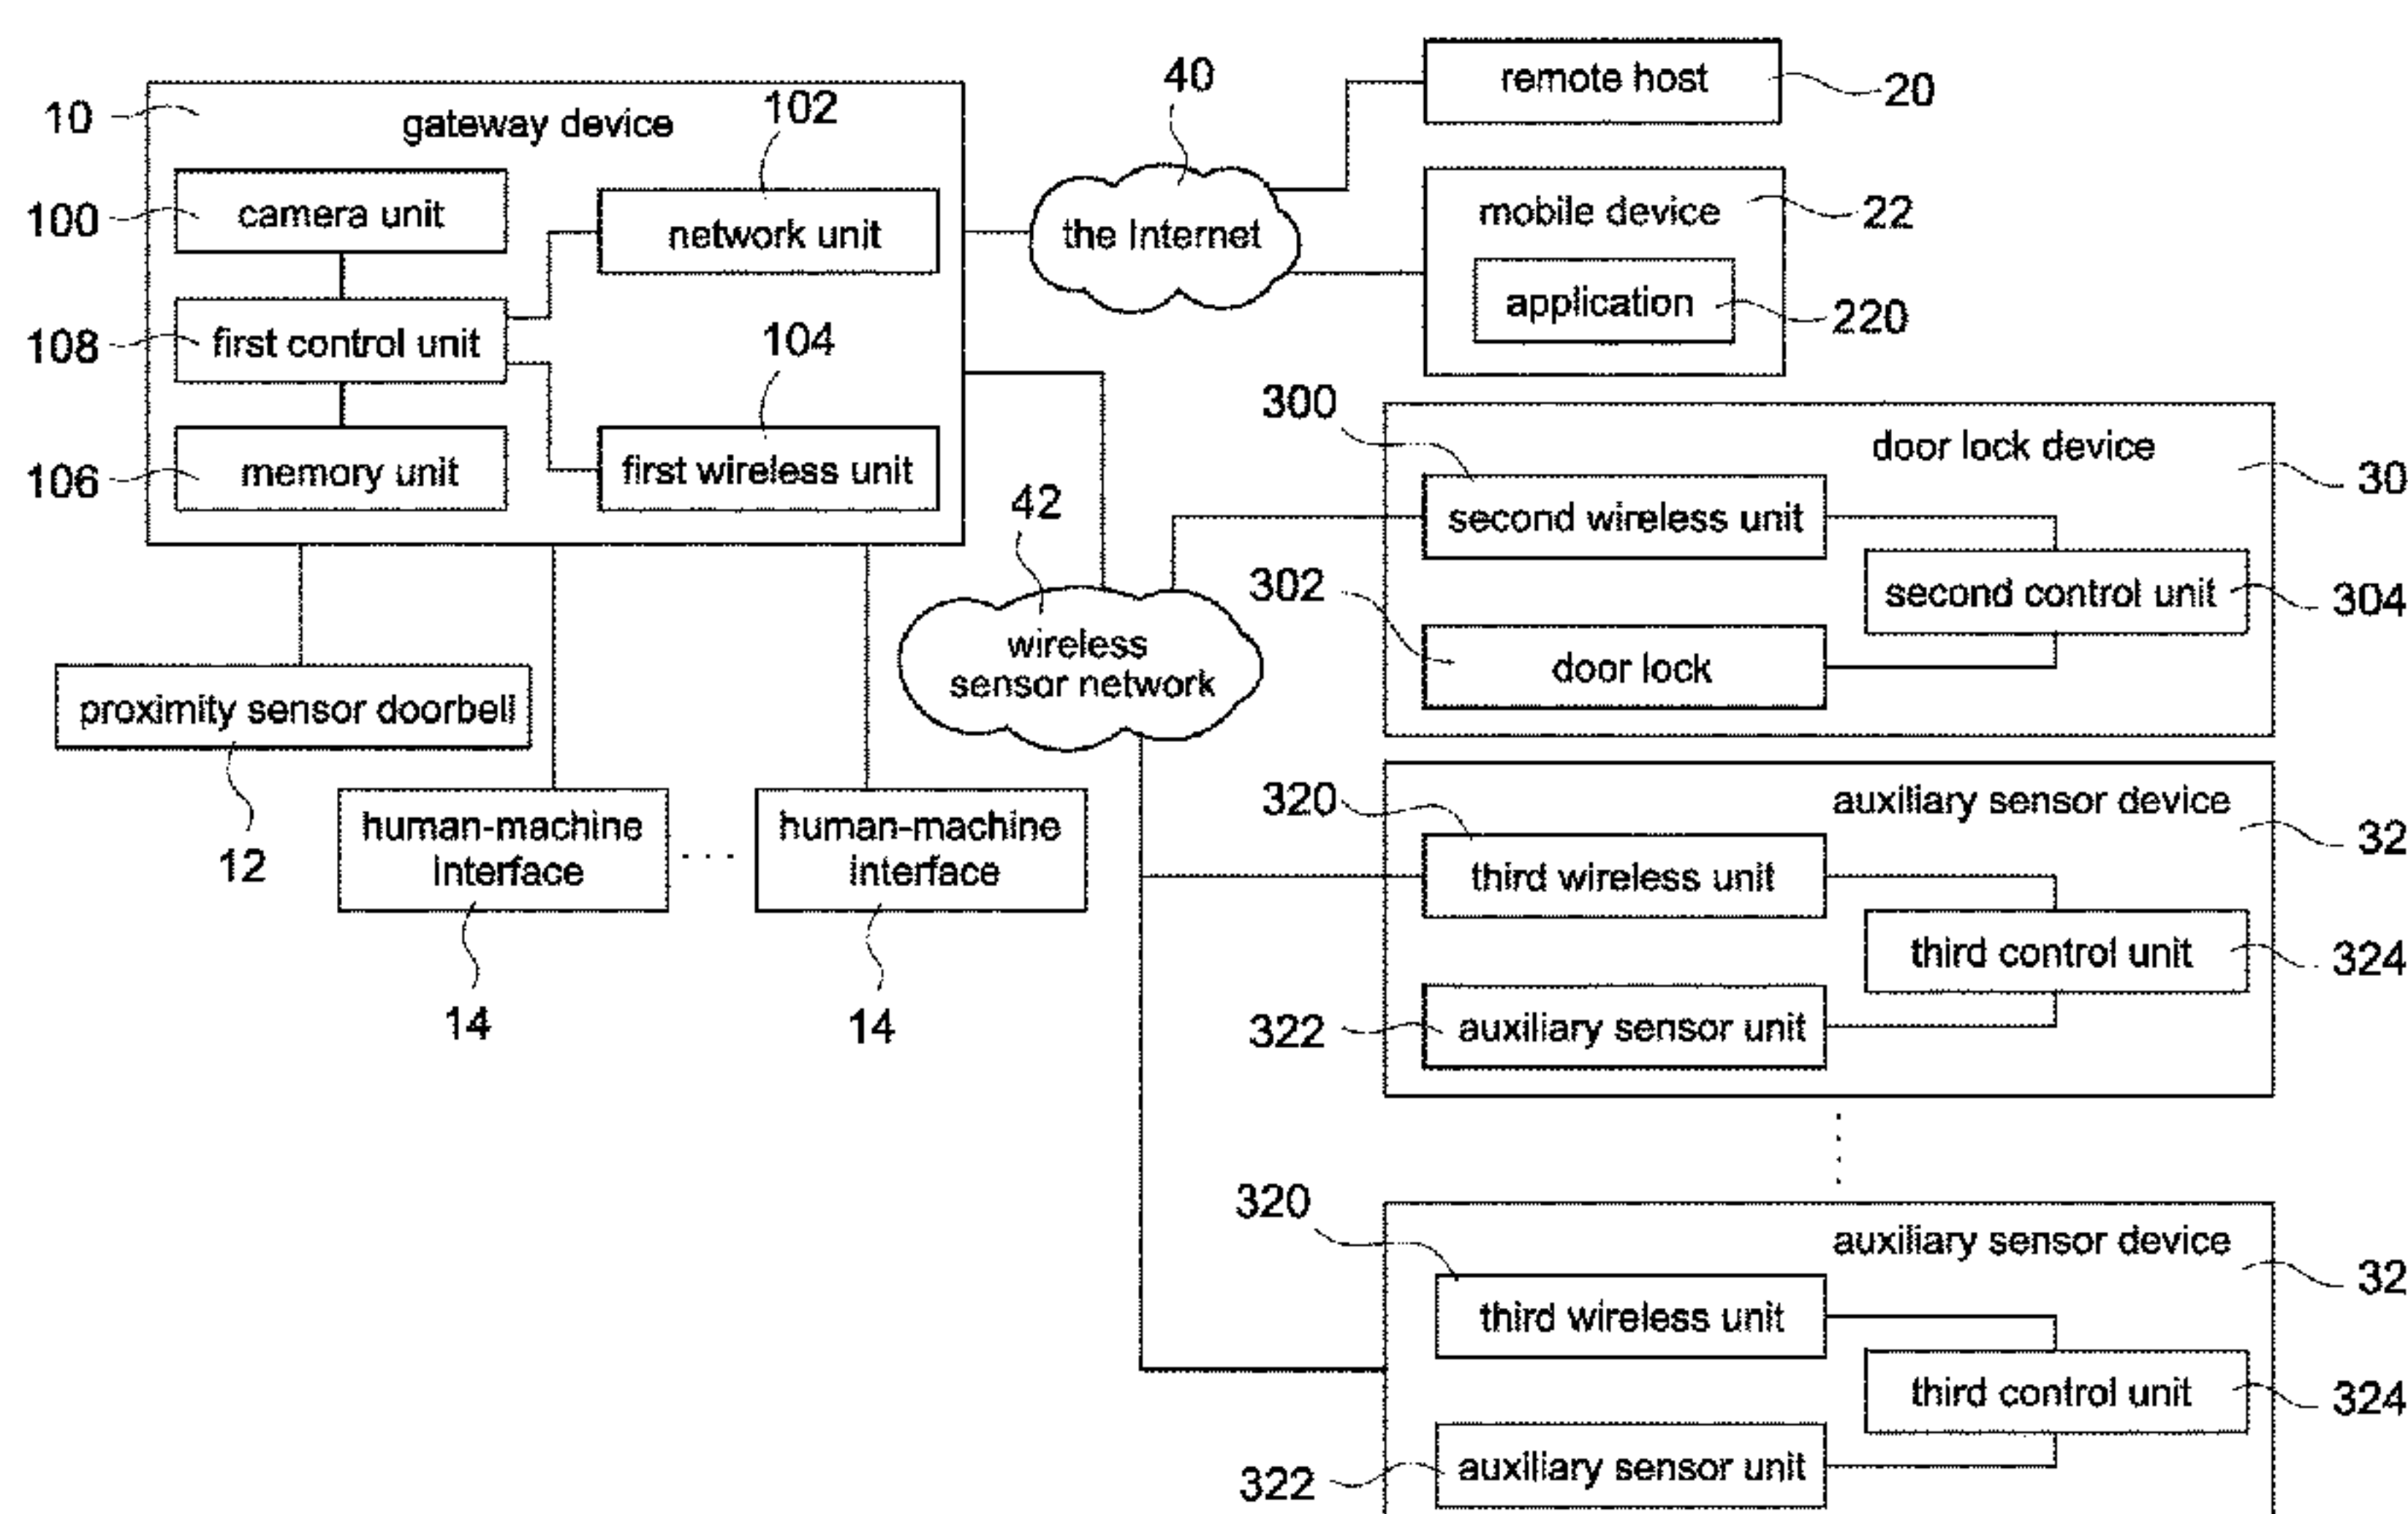 10
gateway device
102
100
camera unit
network unit
108
first control unit
104
106
memory unit
first wireless unit
40
the Internet
remote host
20
mobile device
22
application
220
300
door lock device
30
second wireless unit
302
second control unit
304
door lock
42
wireless
sensor network
proximity sensor doorbell
12
human-machine
interface
14
. . .
human-machine
interface
14
320
auxiliary sensor device
32
third wireless unit
third control unit
324
322
auxiliary sensor unit
320
auxiliary sensor device
32
third wireless unit
third control unit
324
322
auxiliary sensor unit